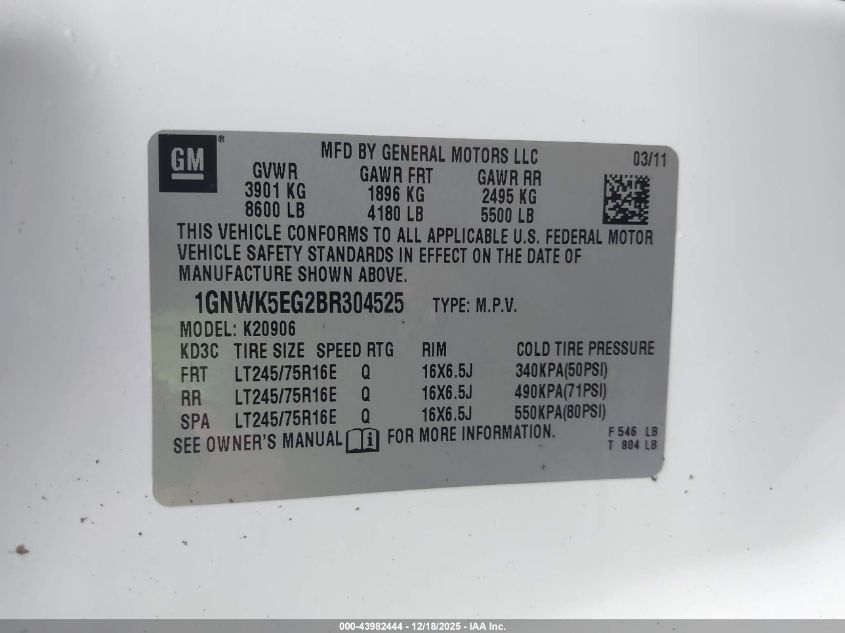 GM ®
MFD BY GENERAL MOTORS LLC 03/11
GVWR GAWR FRT GAWR RR
3901 KG 1896 KG 2495 KG
8600 LB 4180 LB 5500 LB
THIS VEHICLE CONFORMS TO ALL APPLICABLE U.S. FEDERAL MOTOR
VEHICLE SAFETY STANDARDS IN EFFECT ON THE DATE OF
MANUFACTURE SHOWN ABOVE.
1GNWK5EG2BR304525 TYPE: M.P.V.
MODEL: K20906
KD3C TIRE SIZE SPEED RTG RIM COLD TIRE PRESSURE
FRT LT245/75R16E Q 16X6.5J 340KPA(50PSI)
RR LT245/75R16E Q 16X6.5J 490KPA(71PSI)
SPA LT245/75R16E Q 16X6.5J 550KPA(80PSI)
SEE OWNER'S MANUAL FOR MORE INFORMATION.
F 546 LB
T 804 LB
000-43982444 - 12/18/2025 - IAA Inc.